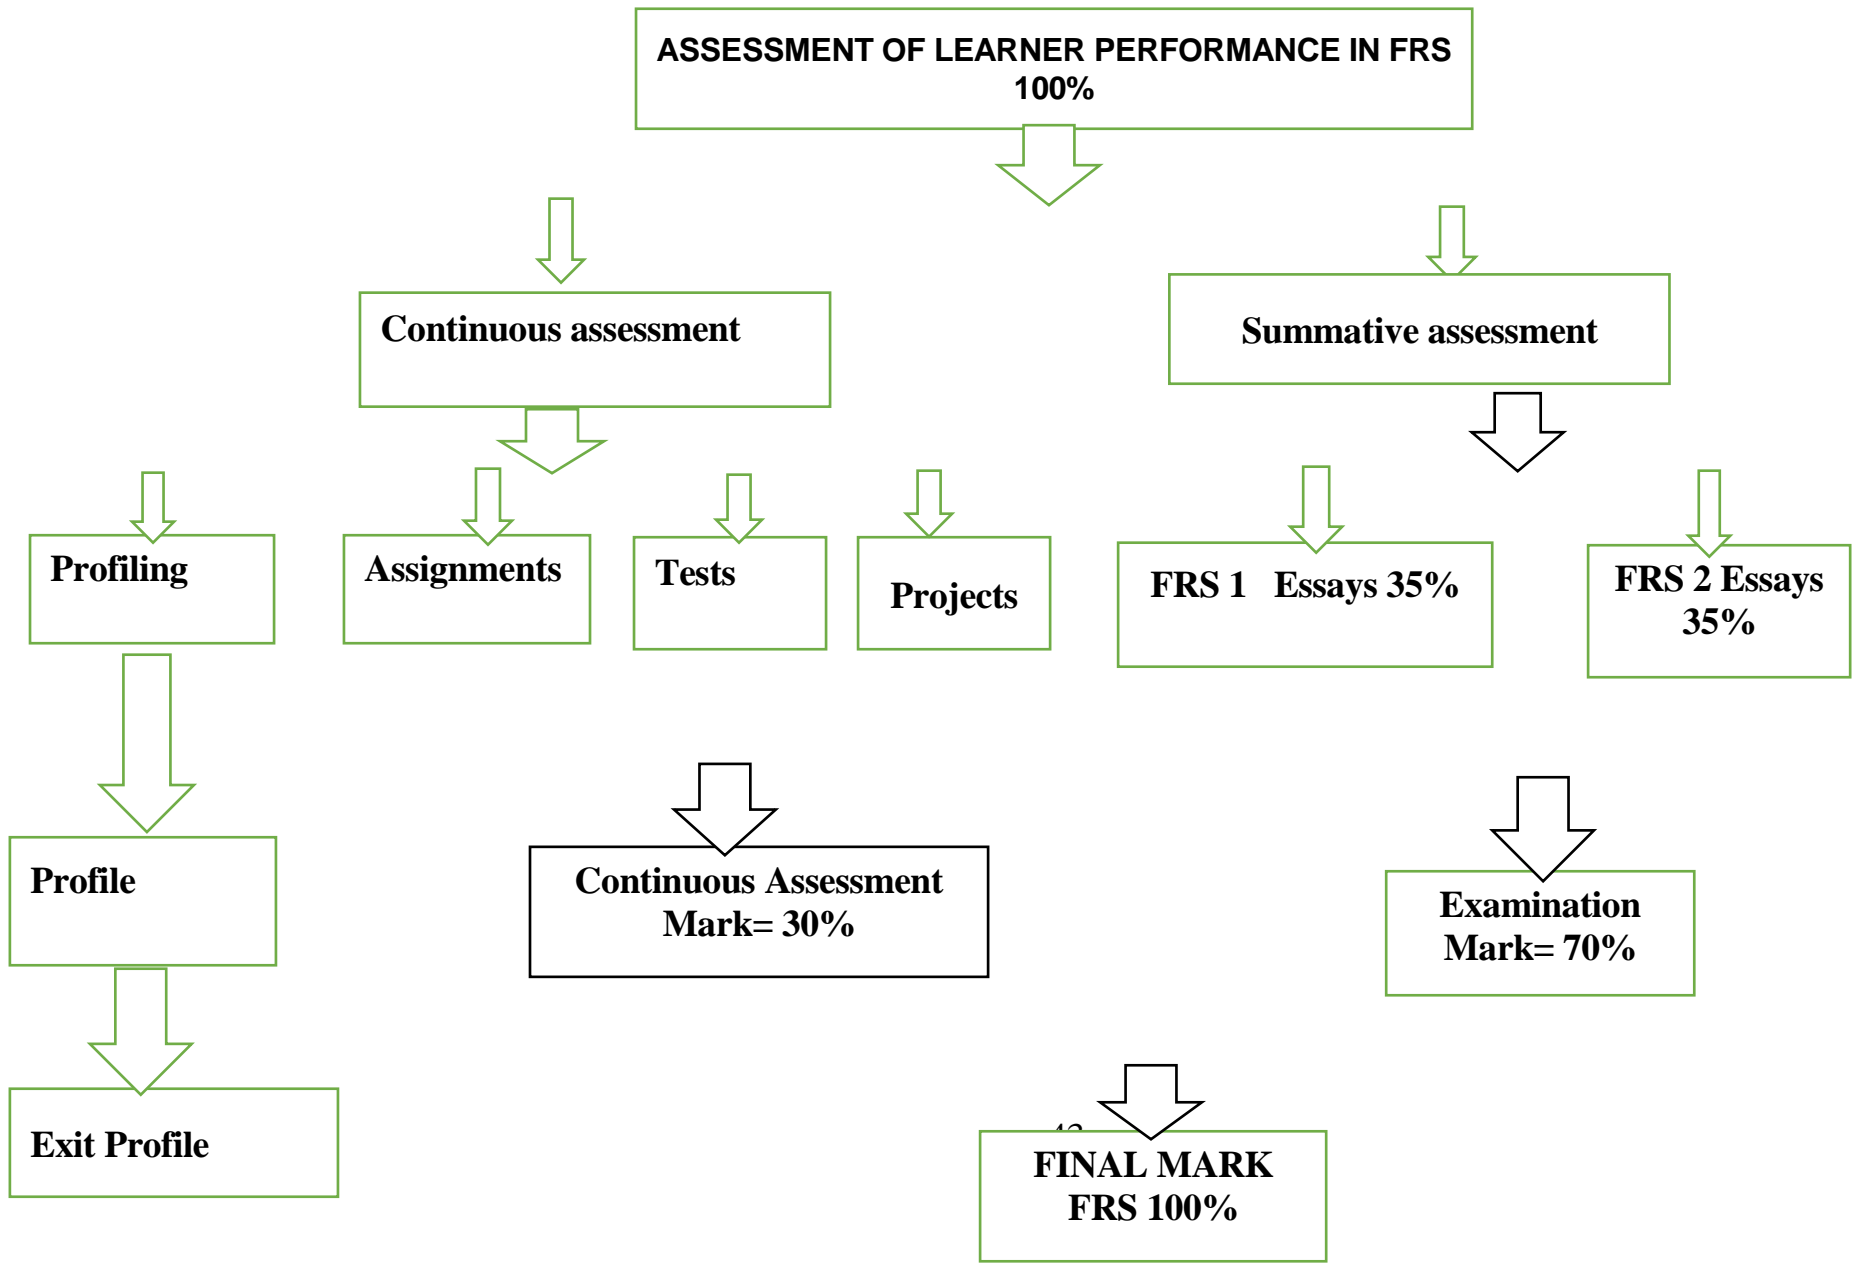 ASSESSMENT OF LEARNER PERFORMANCE IN FRS
100%
Continuous assessment
Summative assessment
Profiling
Assignments
Tests
Projects
FRS 1   Essays 35%
FRS 2 Essays
35%
Profile
Continuous Assessment
Mark= 30%
Examination
Mark= 70%
Exit Profile
FINAL MARK
FRS 100%